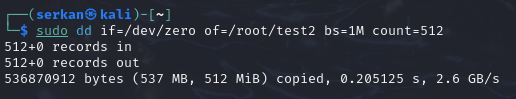 ┌──(serkan㉿kali)-[~]
└─$ sudo dd if=/dev/zero of=/root/test2 bs=1M count=512
512+0 records in
512+0 records out
536870912 bytes (537 MB, 512 MiB) copied, 0.205125 s, 2.6 GB/s